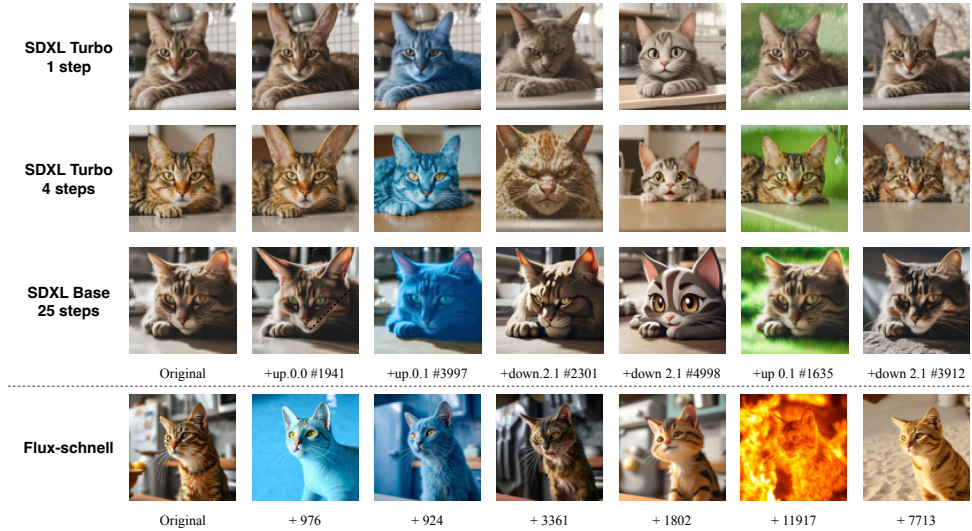 SDXL Turbo
1 step
SDXL Turbo
4 steps
SDXL Base
25 steps
Original +up.0.0 #1941 +up.0.1 #3997 +down.2.1 #2301 +down 2.1 #4998 +up 0.1 #1635 +down 2.1 #3912
Flux-schnell
Original + 976 + 924 + 3361 + 1802 + 11917 + 7713